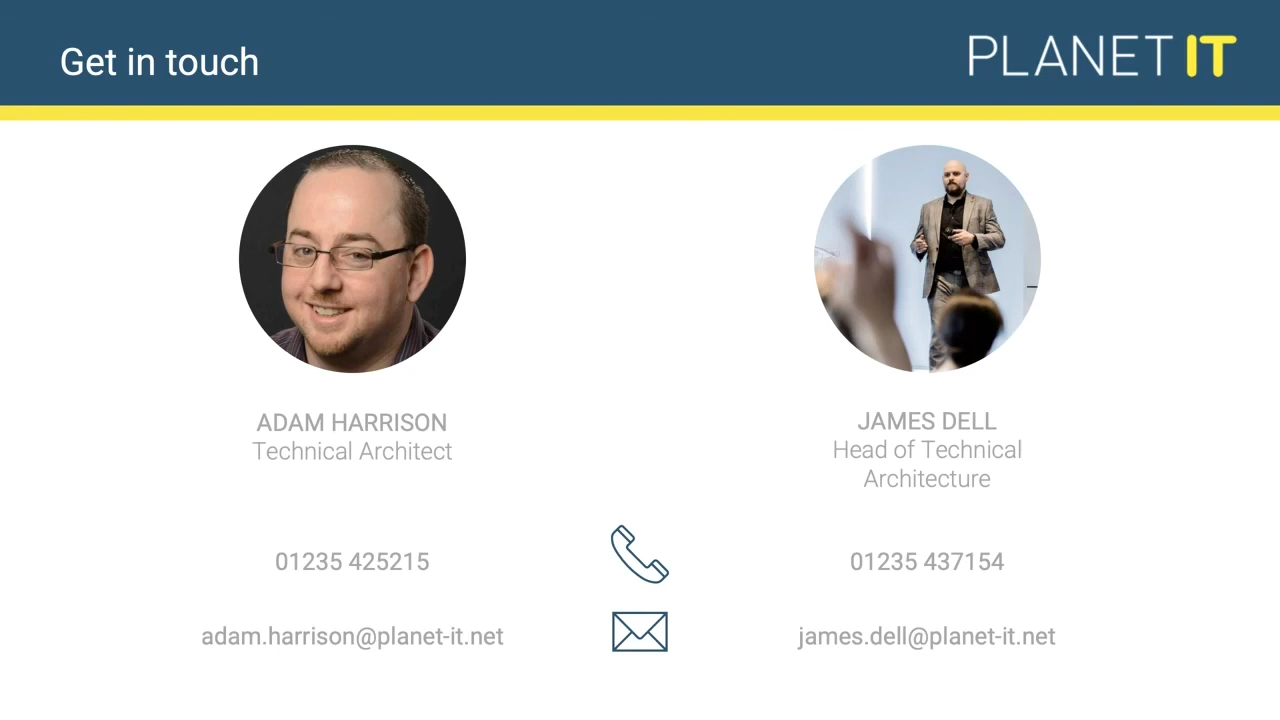 Get in touch
PLANET IT
ADAM HARRISON
Technical Architect
01235 425215
adam.harrison@planet-it.net
JAMES DELL
Head of Technical
Architecture
01235 437154
james.dell@planet-it.net